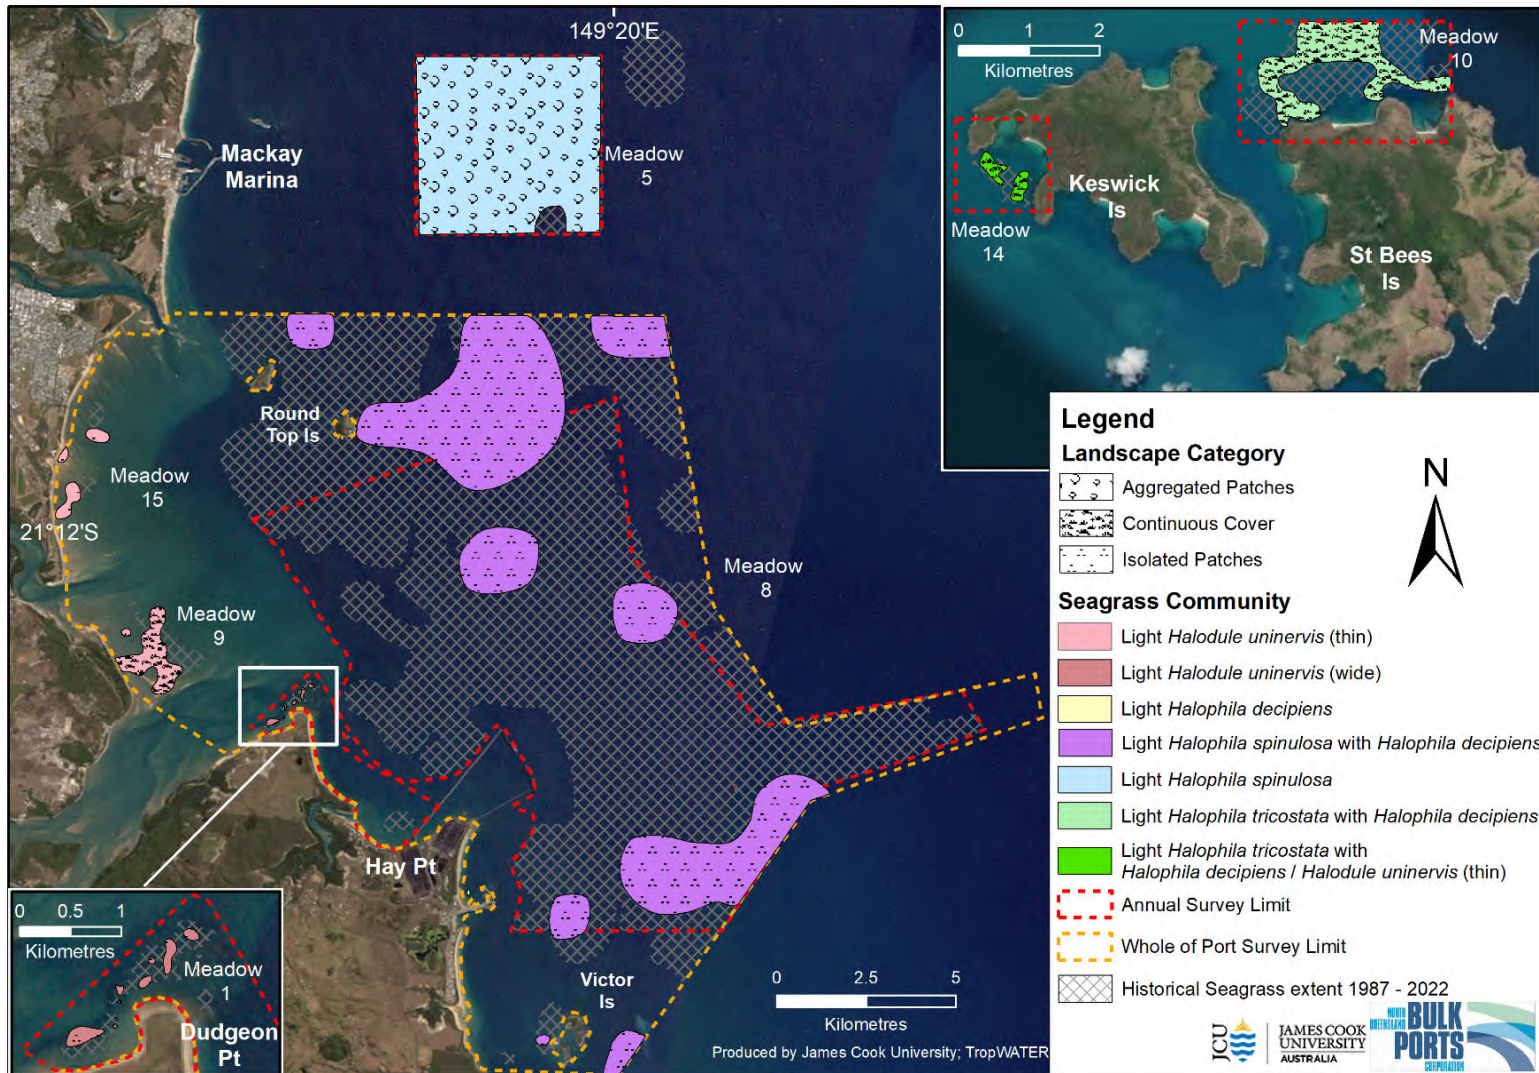 149°20'E
Mackay
Marina
Meadow
5
Round
Top Is
Meadow
15
21°12'S
Meadow
9
Meadow
8
Hay Pt
Victor
Is
0 2.5 5
Kilometres
Produced by James Cook University; TropWATER
0 0.5 1
Kilometres
Meadow
1
Dudgeon
Pt
0 1 2
Kilometres
Meadow
10
Meadow
14
Keswick
Is
St Bees
Is
Legend
Landscape Category
Aggregated Patches
Continuous Cover
Isolated Patches
Seagrass Community
Light Halodule uninervis (thin)
Light Halodule uninervis (wide)
Light Halophila decipiens
Light Halophila spinulosa with Halophila decipiens
Light Halophila spinulosa
Light Halophila tricostata with Halophila decipiens
Light Halophila tricostata with
Halophila decipiens / Halodule uninervis (thin)
Annual Survey Limit
Whole of Port Survey Limit
Historical Seagrass extent 1987 - 2022
N
JCU
JAMES COOK
UNIVERSITY
AUSTRALIA
NORTH
QUEENSLAND
BULK
PORTS
CORPORATION